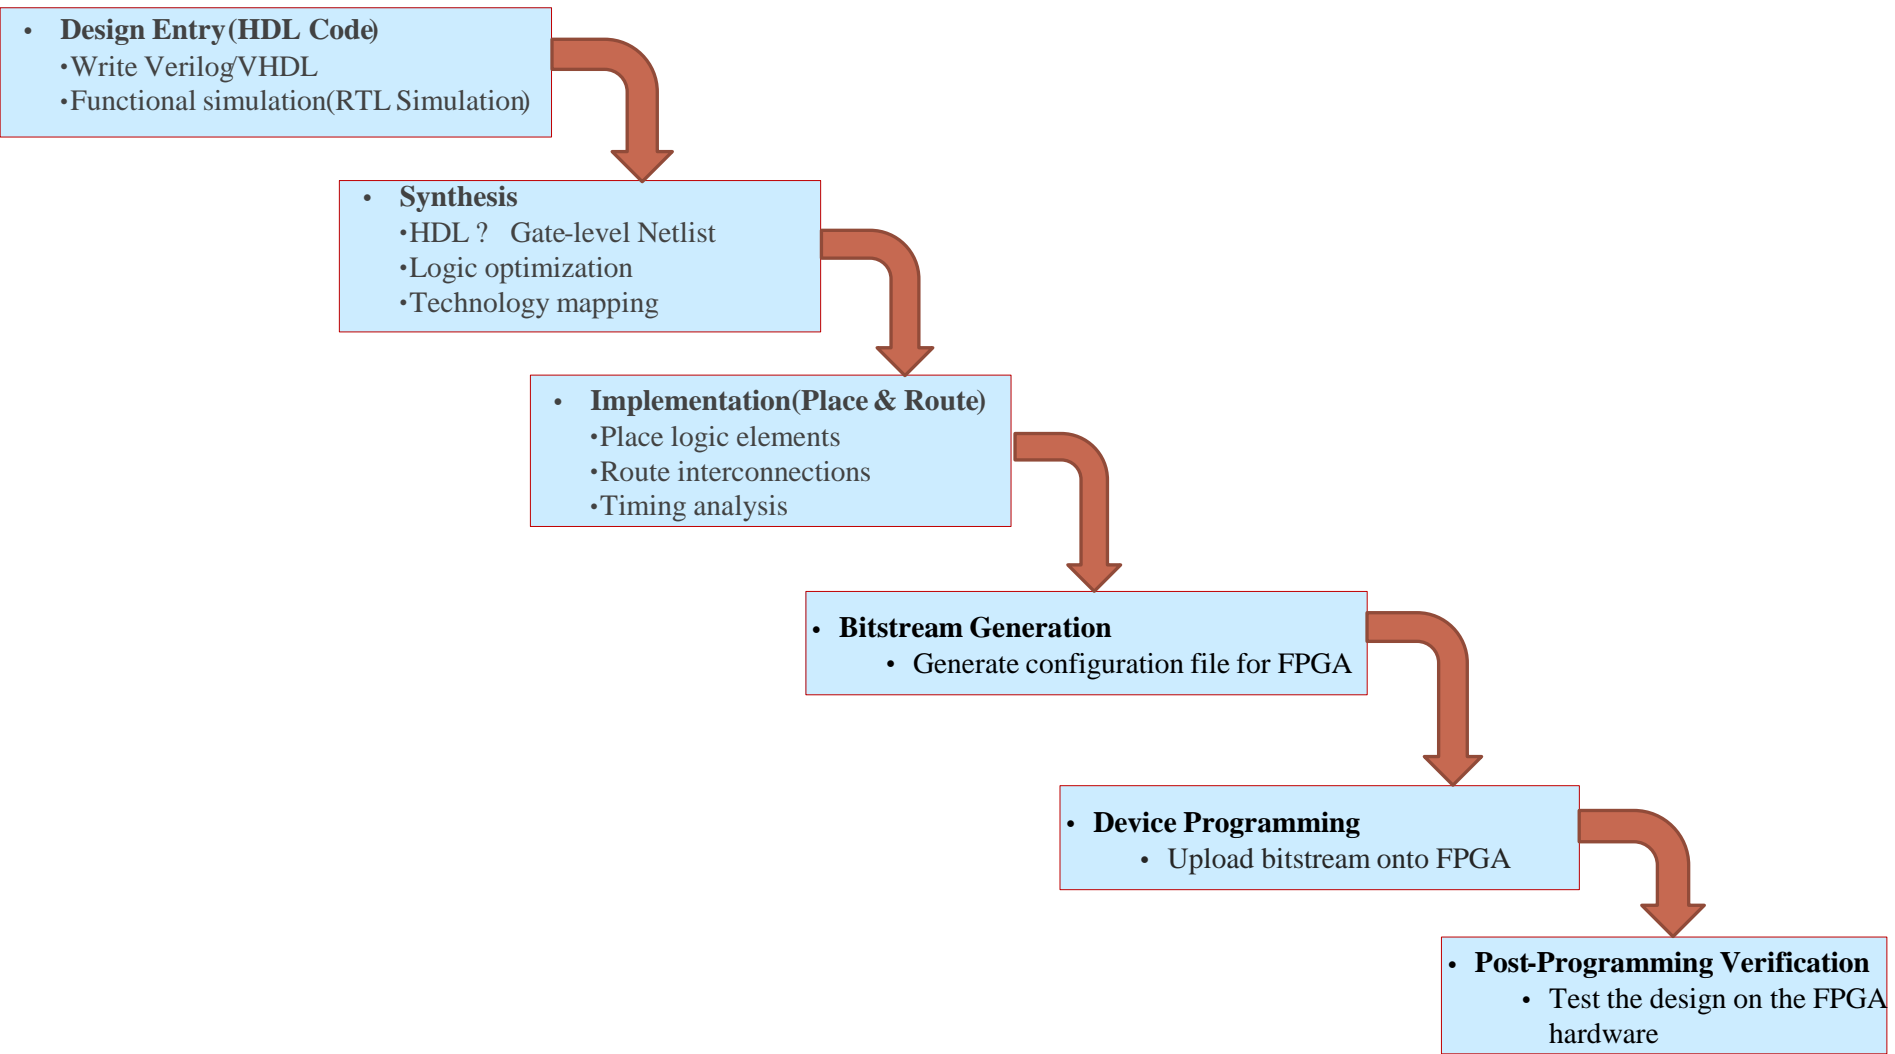 • Design Entry(HDL Code)
•Write Verilog/VHDL
•Functional simulation(RTL Simulation)
• Synthesis
•HDL ? Gate-level Netlist
•Logic optimization
•Technology mapping
• Implementation(Place & Route)
•Place logic elements
•Route interconnections
•Timing analysis
• Bitstream Generation
• Generate configuration file for FPGA
• Device Programming
• Upload bitstream onto FPGA
• Post-Programming Verification
• Test the design on the FPGA
hardware